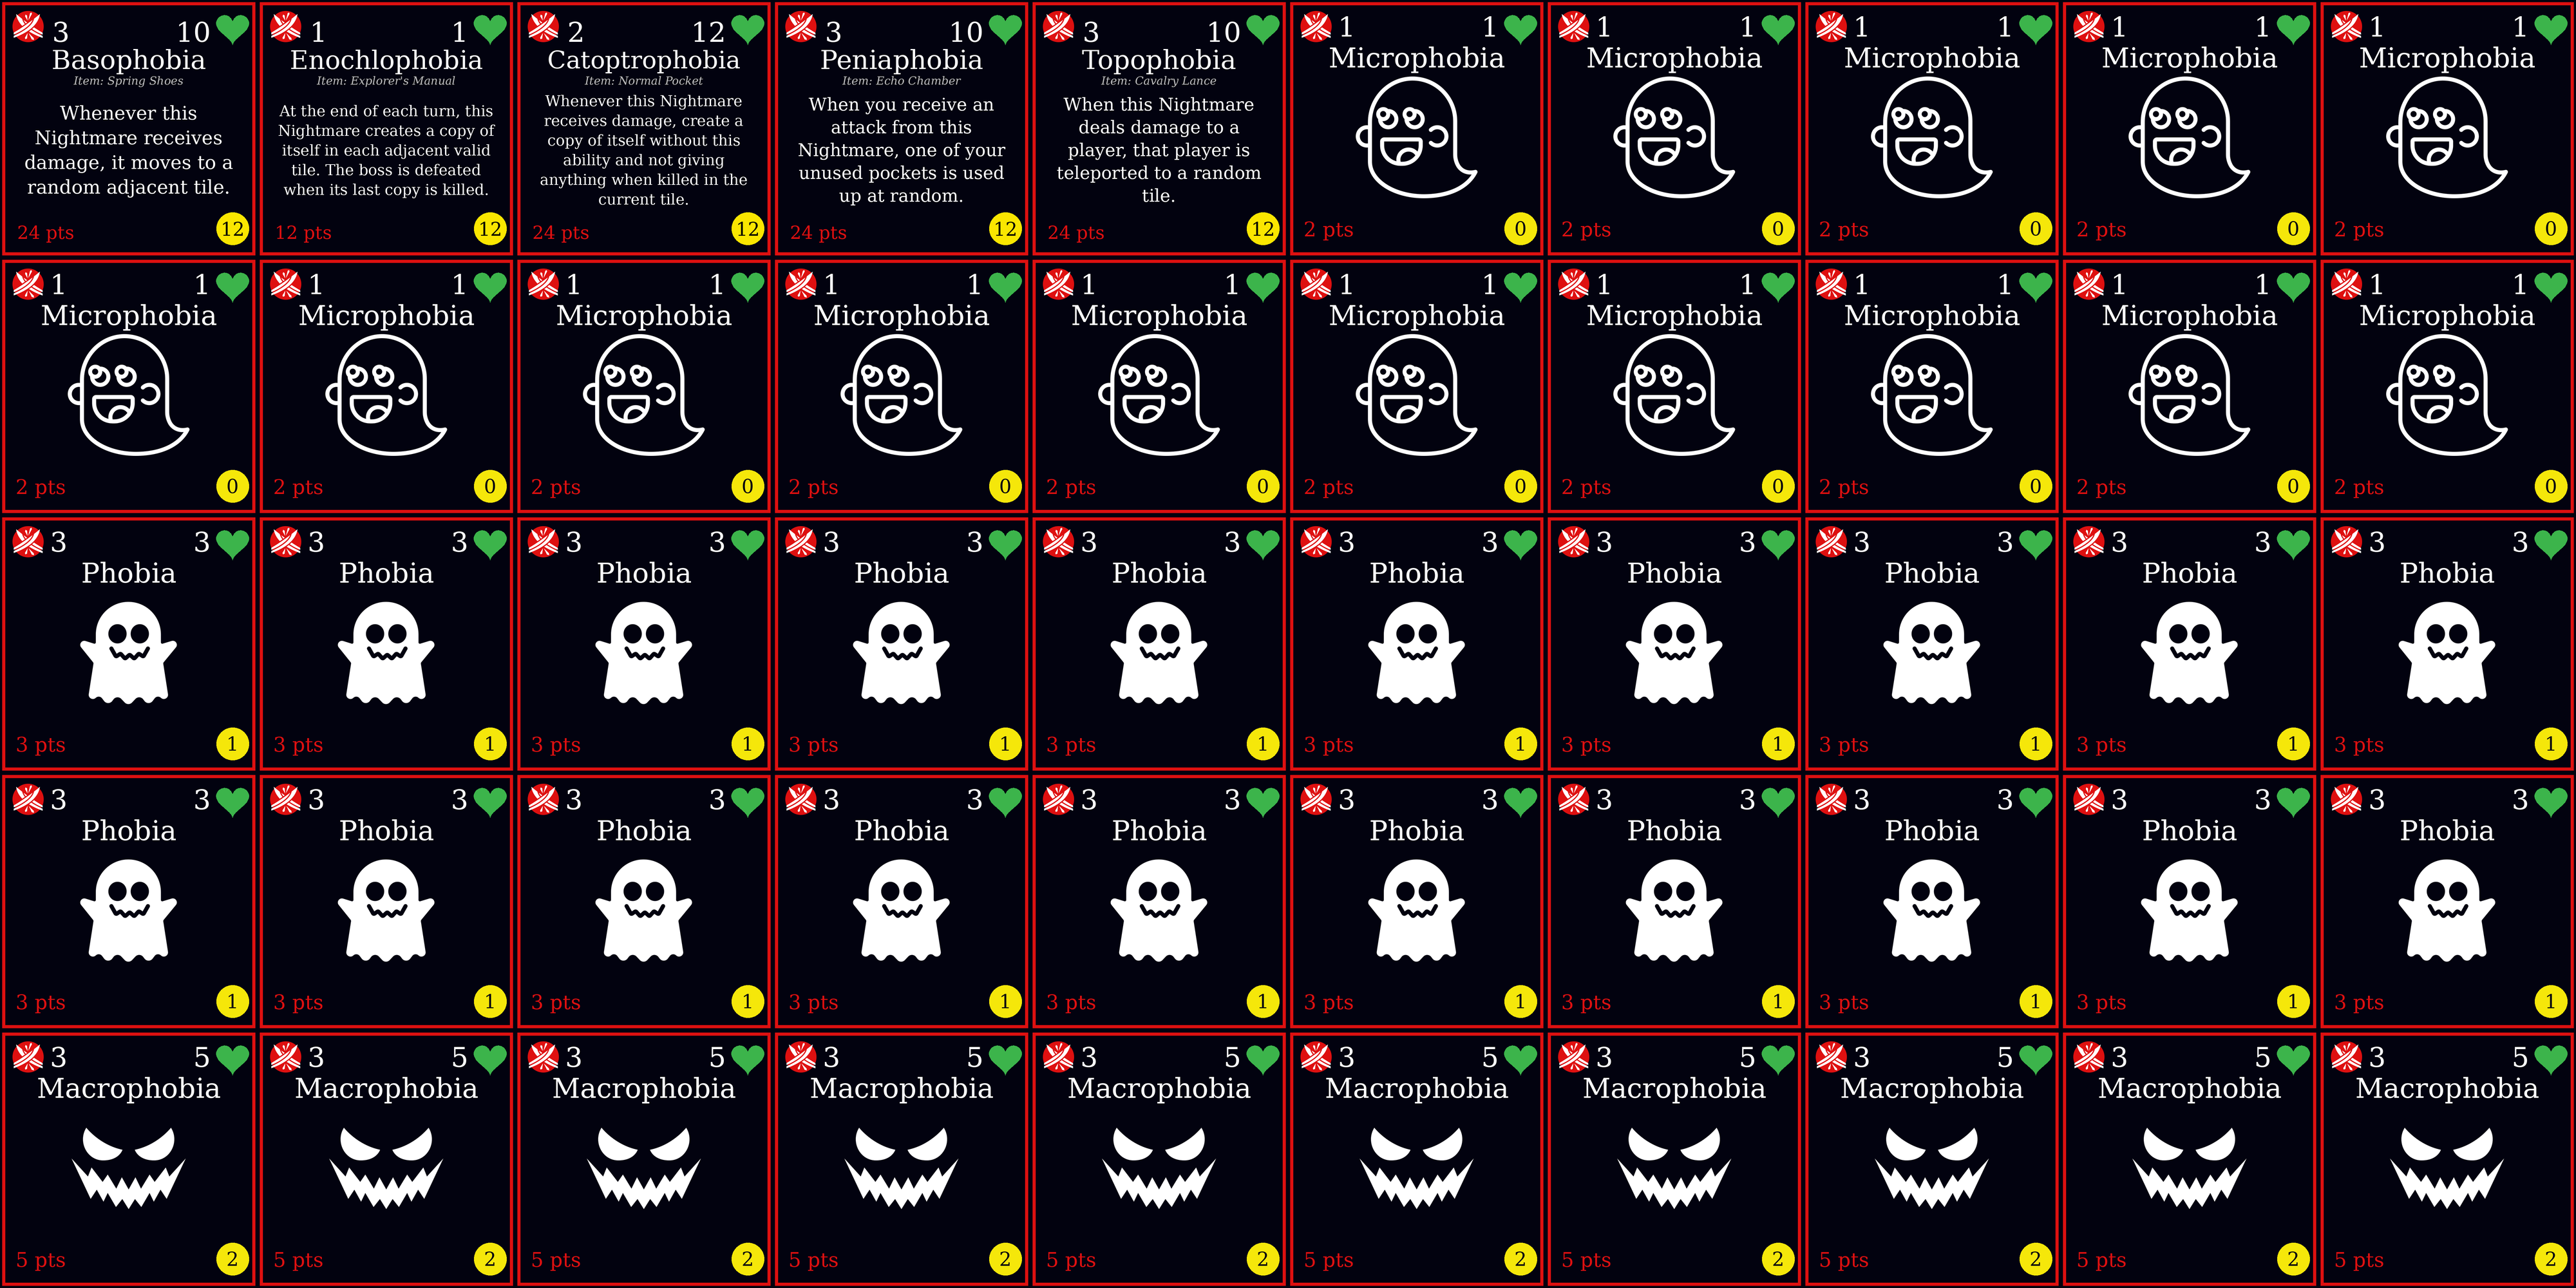 3 10
Basophobia
Item: Spring Shoes
Whenever this
Nightmare receives
damage, it moves to a
random adjacent tile.
24 pts 12
1 1
Enochlophobia
Item: Explorer's Manual
At the end of each turn, this
Nightmare creates a copy of
itself in each adjacent valid
tile. The boss is defeated
when its last copy is killed.
12 pts 12
2 12
Catoptrophobia
Item: Normal Pocket
Whenever this Nightmare
receives damage, create a
copy of itself without this
ability and not giving
anything when killed in the
current tile.
24 pts 12
3 10
Peniaphobia
Item: Echo Chamber
When you receive an
attack from this
Nightmare, one of your
unused pockets is used
up at random.
24 pts 12
3 10
Topophobia
Item: Cavalry Lance
When this Nightmare
deals damage to a
player, that player is
teleported to a random
tile.
24 pts 12
1 1
Microphobia
2 pts 0
1 1
Microphobia
2 pts 0
1 1
Microphobia
2 pts 0
1 1
Microphobia
2 pts 0
1 1
Microphobia
2 pts 0
1 1
Microphobia
2 pts 0
1 1
Microphobia
2 pts 0
1 1
Microphobia
2 pts 0
1 1
Microphobia
2 pts 0
1 1
Microphobia
2 pts 0
1 1
Microphobia
2 pts 0
1 1
Microphobia
2 pts 0
1 1
Microphobia
2 pts 0
1 1
Microphobia
2 pts 0
1 1
Microphobia
2 pts 0
3 3
Phobia
3 pts 1
3 3
Phobia
3 pts 1
3 3
Phobia
3 pts 1
3 3
Phobia
3 pts 1
3 3
Phobia
3 pts 1
3 3
Phobia
3 pts 1
3 3
Phobia
3 pts 1
3 3
Phobia
3 pts 1
3 3
Phobia
3 pts 1
3 3
Phobia
3 pts 1
3 3
Phobia
3 pts 1
3 3
Phobia
3 pts 1
3 3
Phobia
3 pts 1
3 3
Phobia
3 pts 1
3 3
Phobia
3 pts 1
3 3
Phobia
3 pts 1
3 3
Phobia
3 pts 1
3 3
Phobia
3 pts 1
3 3
Phobia
3 pts 1
3 3
Phobia
3 pts 1
3 5
Macrophobia
5 pts 2
3 5
Macrophobia
5 pts 2
3 5
Macrophobia
5 pts 2
3 5
Macrophobia
5 pts 2
3 5
Macrophobia
5 pts 2
3 5
Macrophobia
5 pts 2
3 5
Macrophobia
5 pts 2
3 5
Macrophobia
5 pts 2
3 5
Macrophobia
5 pts 2
3 5
Macrophobia
5 pts 2